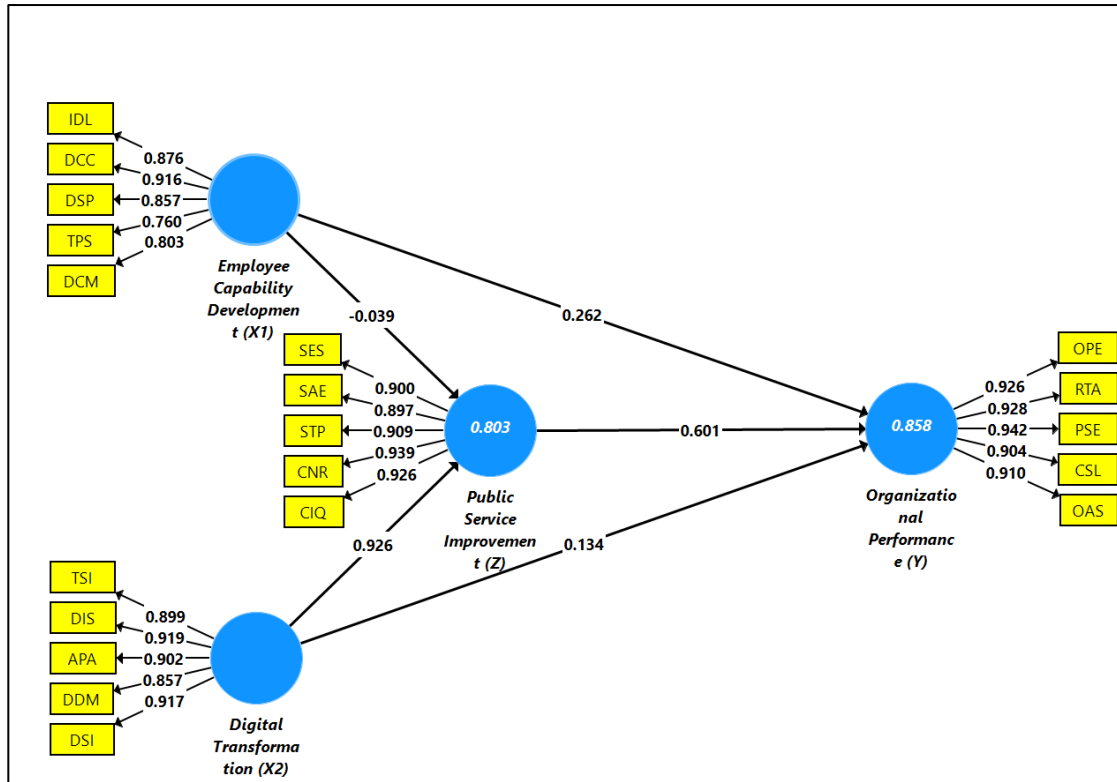 IDL
DCC
DSP
TPS
DCM
0.876
0.916
0.857
0.760
0.803
Employee
Capability
Developmen
t (X1)
-0.039
0.262
SES
SAE
STP
CNR
CIQ
0.900
0.897
0.909
0.939
0.926
0.803
Public
Service
Improvemen
t (Z)
0.601
0.858
Organizatio
nal
Performanc
e (Y)
0.926
0.928
0.942
0.904
0.910
OPE
RTA
PSE
CSL
OAS
0.926
0.134
TSI
DIS
APA
DDM
DSI
0.899
0.919
0.902
0.857
0.917
Digital
Transforma
tion (X2)